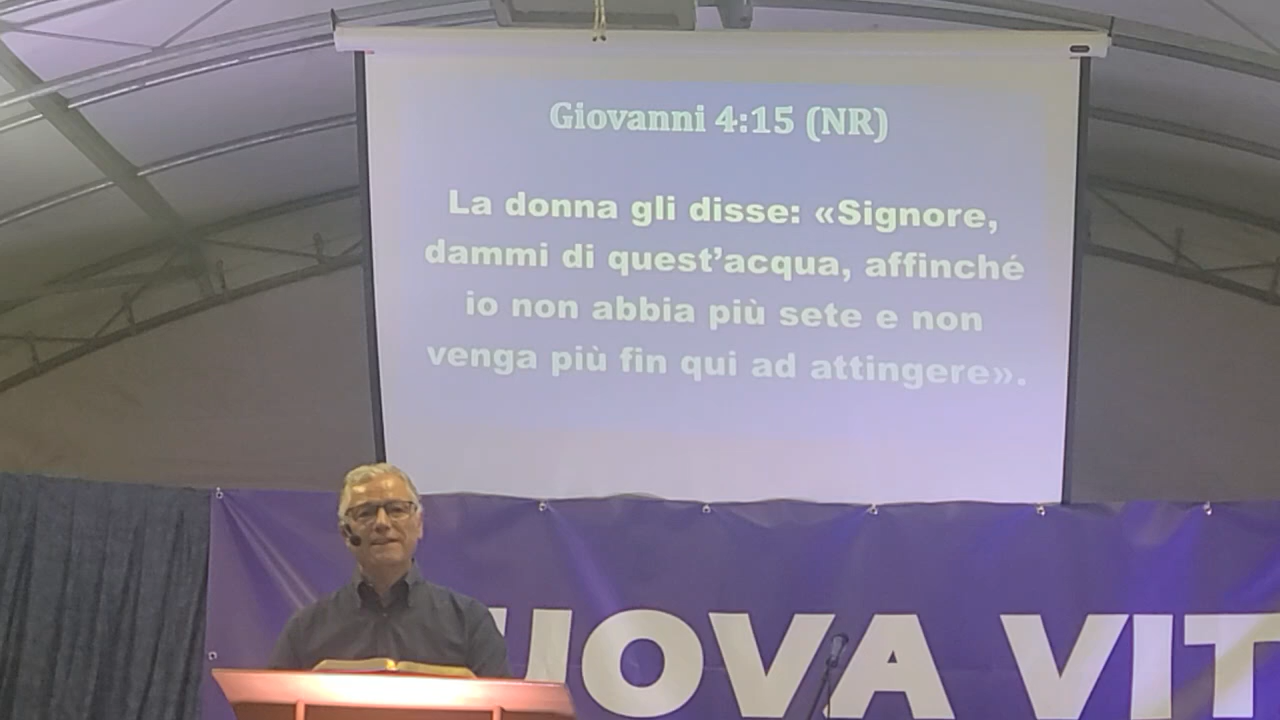 Giovanni 4:15 (NR)
La donna gli disse: «Signore,
dammi di quest’acqua, affinché
io non abbia più sete e non
venga più fin qui ad attingere».
UOVA VIT